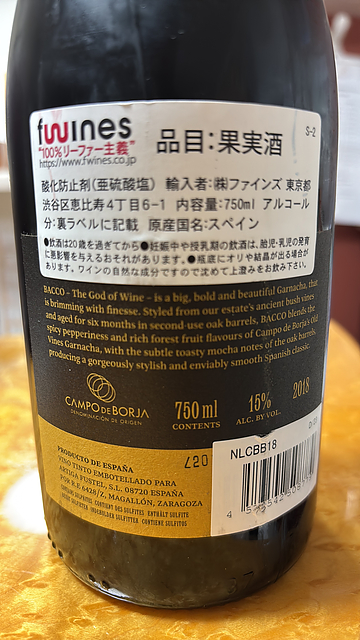 fwines
"100%リーファー主義"
https://www.fwines.co.jp
品目:果実酒
S-2
酸化防止剤(亜硫酸塩) 輸入者:㈱ファインズ 東京都
渋谷区恵比寿4丁目6-1 内容量:750ml アルコール
分:裏ラベルに記載 原産国名:スペイン
●飲酒は20歳を過ぎてから●妊娠中や授乳期の飲酒は、胎児・乳児の発育
に悪影響を与えるおそれがあります。●瓶底にオリや結晶が出る場合が
あります。ワインの自然な成分ですので沈めて上澄みをお飲み下さい。
BACCO - The God of Wine - is a big, bold and beautiful Garnacha, that
is brimming with finesse. Styled from our estate's ancient bush vines
and aged for six months in second-use oak barrels, BACCO blends the
spicy pepperiness and rich forest fruit flavours of Campo de Borja's Old
Vines Garnacha, with the subtle toasty mocha notes of the oak barrels,
producing a gorgeously stylish and enviably smooth Spanish classic.
CAMPO DE BORJA
DENOMINACIÓN DE ORIGEN
750 ml
CONTENTS
15%
ALC. BY VOL.
2018
L20
NLCBB18
PRODUCTO DE ESPAÑA
VINO TINTO EMBOTELLADO PARA
ARTIGA FUSTEL, S.L. 08720 ESPAÑA
POR R.E 6428/Z, MAGALLÓN, ZARAGOZA
CONTIENE SULFITOS CONTIENT DES SULFITES ENTHÄLT SULFITE